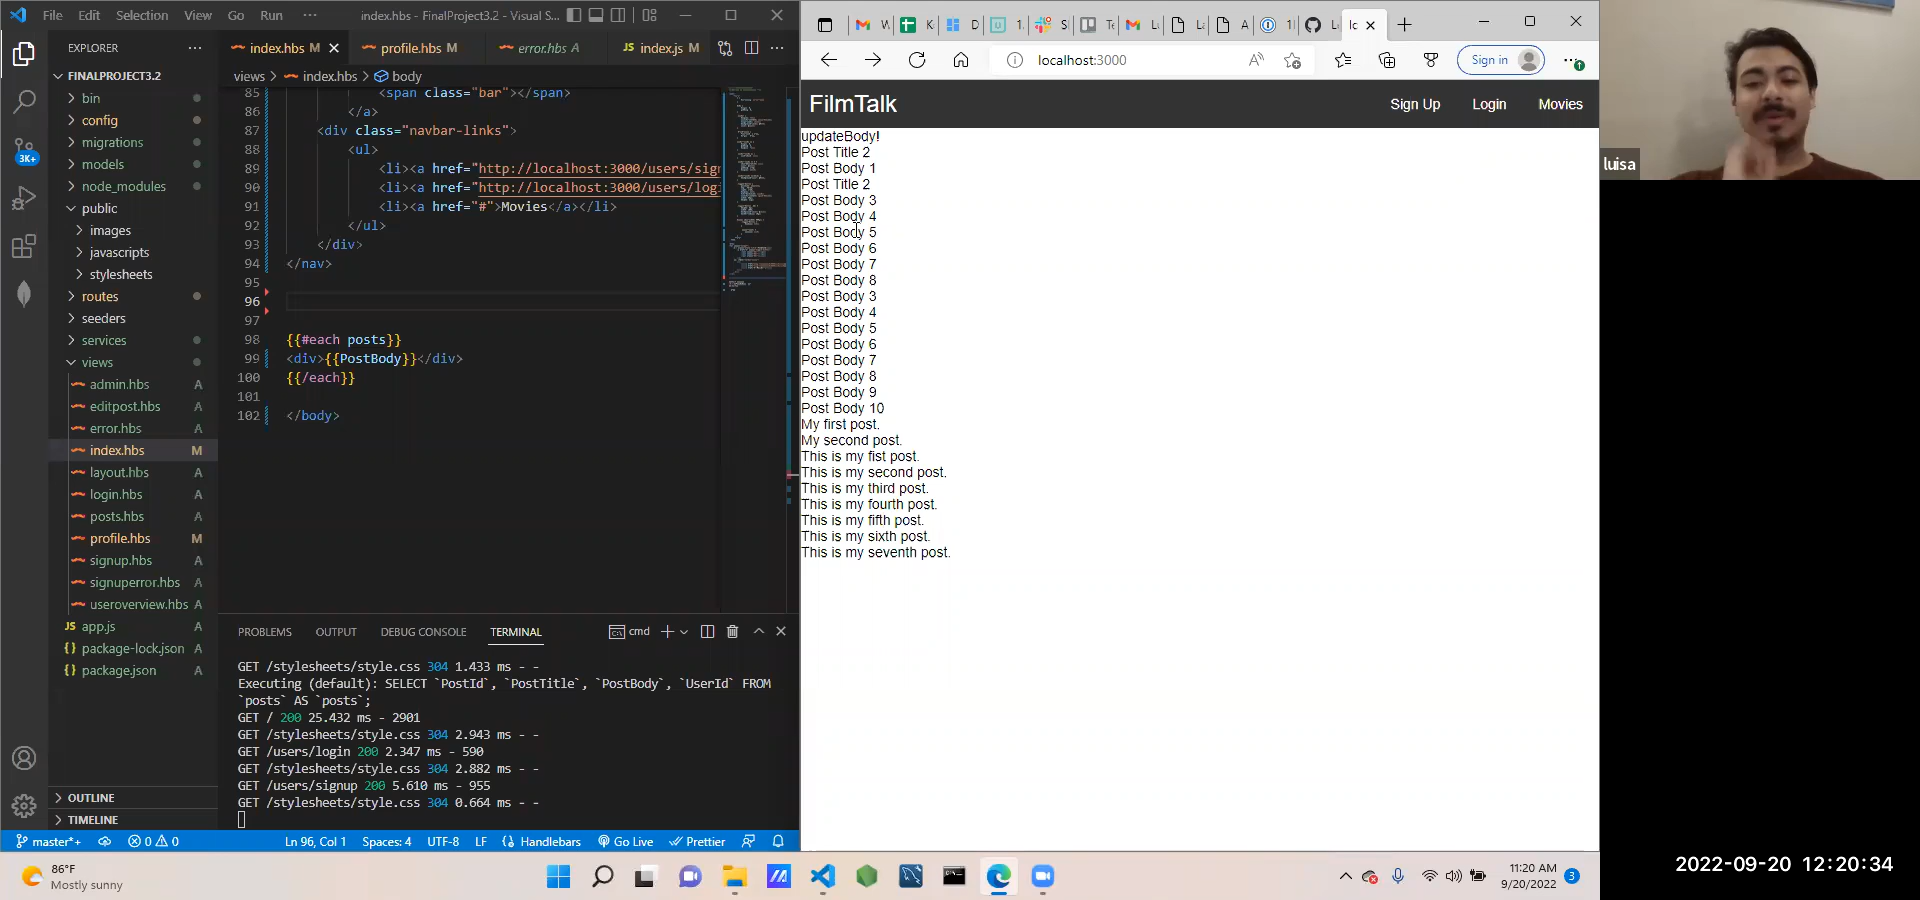 File Edit Selection View Go Run ··· index.hbs - FinalProject3.2 - Visual S...
EXPLORER ···
FINALPROJECT3.2
bin
config
migrations
models
node_modules
public
images
javascripts
stylesheets
routes
seeders
services
views
admin.hbs A
editpost.hbs A
error.hbs A
index.hbs M
layout.hbs A
login.hbs A
posts.hbs A
profile.hbs M
signup.hbs A
signuperror.hbs A
useroverview.hbs A
JS app.js A
{} package-lock.json A
{} package.json A
OUTLINE
TIMELINE
3K+
index.hbs M profile.hbs M error.hbs A JS index.js M ···
views > index.hbs > body
85 <span class="bar"></span>
86 </a>
87 <div class="navbar-links">
88 <ul>
89 <li><a href="http://localhost:3000/users/sig
90 <li><a href="http://localhost:3000/users/log
91 <li><a href="#">Movies</a></li>
92 </ul>
93 </div>
94 </nav>
95
96
97
98 {{#each posts}}
99 <div>{{PostBody}}</div>
100 {{/each}}
101
102 </body>
PROBLEMS OUTPUT DEBUG CONSOLE TERMINAL cmd
GET /stylesheets/style.css 304 1.433 ms - -
Executing (default): SELECT `PostId`, `PostTitle`, `PostBody`, `UserId` FROM
`posts` AS `posts`;
GET / 200 25.432 ms - 2901
GET /stylesheets/style.css 304 2.943 ms - -
GET /users/login 200 2.347 ms - 590
GET /stylesheets/style.css 304 2.882 ms - -
GET /users/signup 200 5.610 ms - 955
GET /stylesheets/style.css 304 0.664 ms - -
master*+ 0 0 Ln 96, Col 1 Spaces: 4 UTF-8 LF {} Handlebars Go Live Prettier
localhost:3000 Sign in
FilmTalk Sign Up Login Movies
updateBody!
Post Title 2
Post Body 1
Post Title 2
Post Body 3
Post Body 4
Post Body 5
Post Body 6
Post Body 7
Post Body 8
Post Body 3
Post Body 4
Post Body 5
Post Body 6
Post Body 7
Post Body 8
Post Body 9
Post Body 10
My first post.
My second post.
This is my fist post.
This is my second post.
This is my third post.
This is my fourth post.
This is my fifth post.
This is my sixth post.
This is my seventh post.
luisa
86°F
Mostly sunny
11:20 AM
9/20/2022
3
2022-09-20 12:20:34